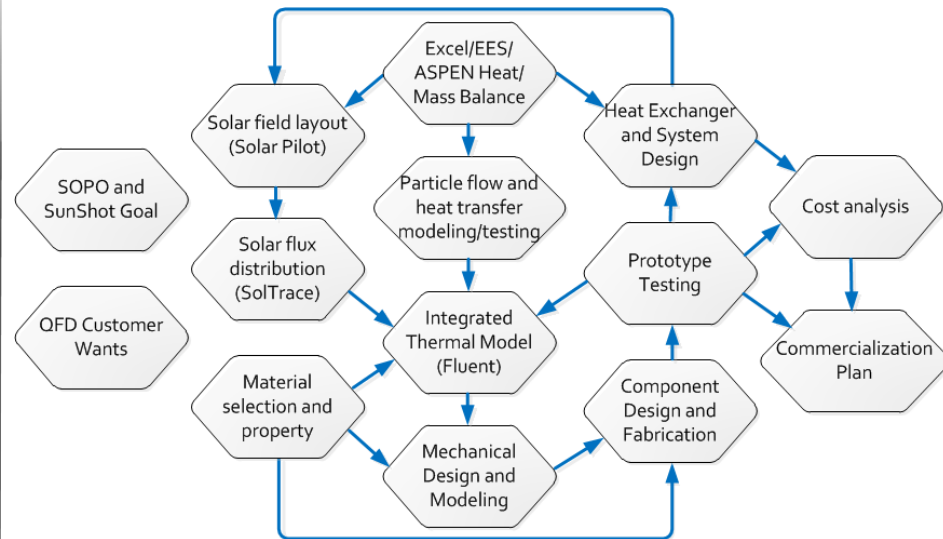 SOPO and
SunShot Goal
QFD Customer
Wants
Solar field layout
(Solar Pilot)
Solar flux
distribution
(SolTrace)
Material
selection and
property
Excel/EES/
ASPEN Heat/
Mass Balance
Particle flow and
heat transfer
modeling/testing
Integrated
Thermal Model
(Fluent)
Mechanical
Design and
Modeling
Heat Exchanger
and System
Design
Prototype
Testing
Component
Design and
Fabrication
Cost analysis
Commercialization
Plan